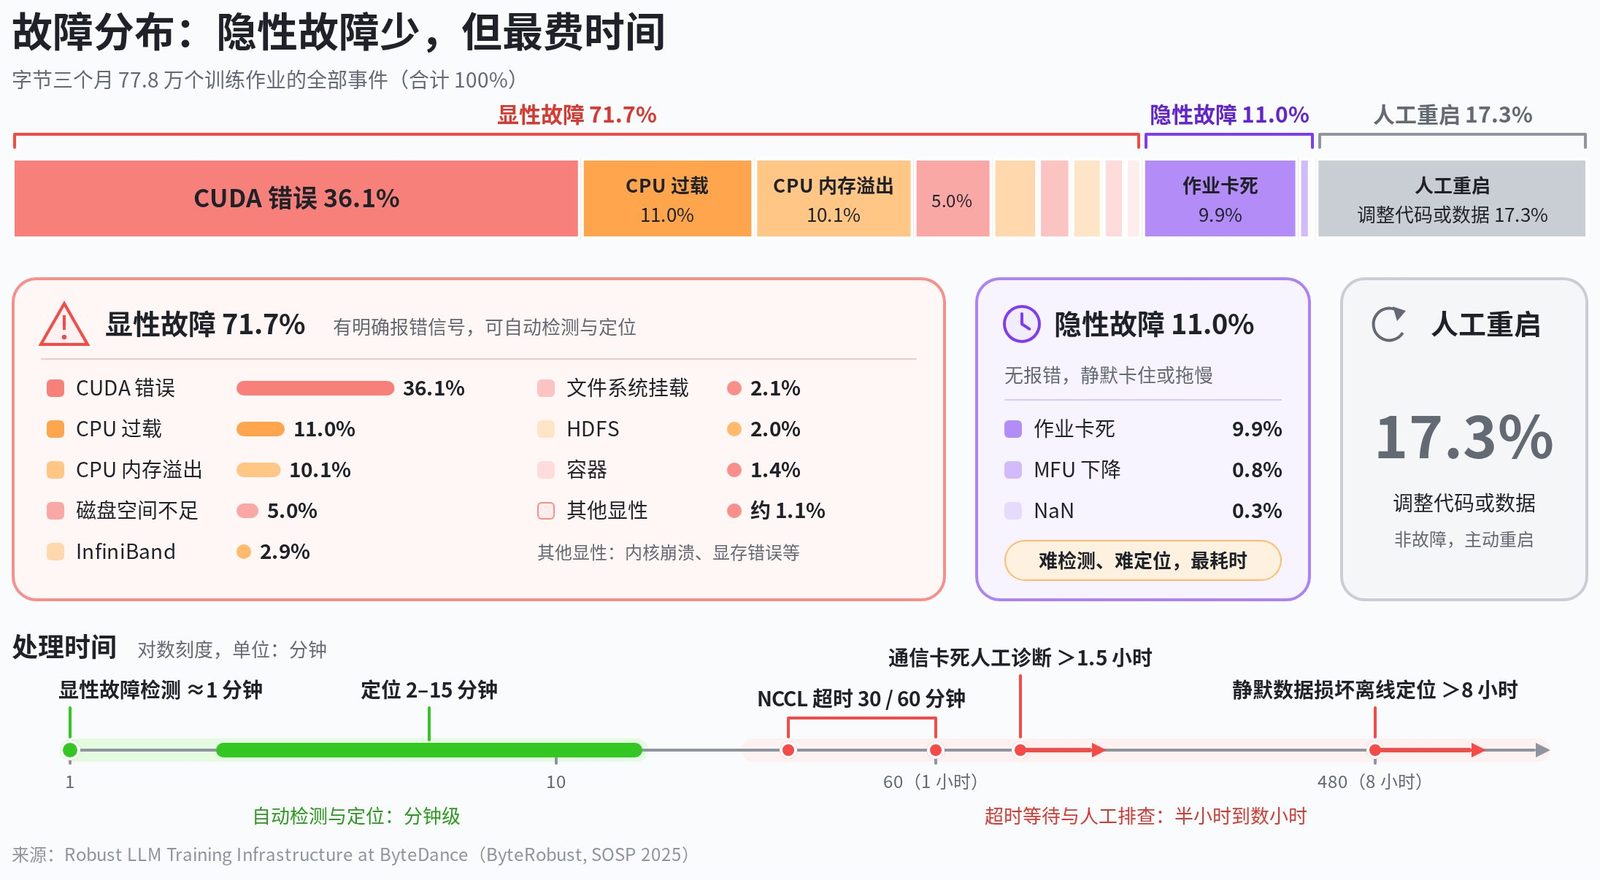 故障分布：隐性故障少，但最费时间
字节三个月 77.8 万个训练作业的全部事件（合计 100%）
显性故障 71.7%
隐性故障 11.0%
人工重启 17.3%
CUDA 错误 36.1%
CPU 过载
11.0%
CPU 内存溢出
10.1%
5.0%
作业卡死
9.9%
人工重启
调整代码或数据 17.3%
显性故障 71.7%
有明确报错信号，可自动检测与定位
CUDA 错误 36.1%
CPU 过载 11.0%
CPU 内存溢出 10.1%
磁盘空间不足 5.0%
InfiniBand 2.9%
文件系统挂载 2.1%
HDFS 2.0%
容器 1.4%
其他显性 约 1.1%
其他显性：内核崩溃、显存错误等
隐性故障 11.0%
无报错，静默卡住或拖慢
作业卡死 9.9%
MFU 下降 0.8%
NaN 0.3%
难检测、难定位，最耗时
人工重启
17.3%
调整代码或数据
非故障，主动重启
处理时间 对数刻度，单位：分钟
显性故障检测 ≈1 分钟
定位 2–15 分钟
NCCL 超时 30 / 60 分钟
通信卡死人工诊断 ＞1.5 小时
静默数据损坏离线定位 ＞8 小时
1
10
60（1 小时）
480（8 小时）
自动检测与定位：分钟级
超时等待与人工排查：半小时到数小时
来源：Robust LLM Training Infrastructure at ByteDance（ByteRobust, SOSP 2025）